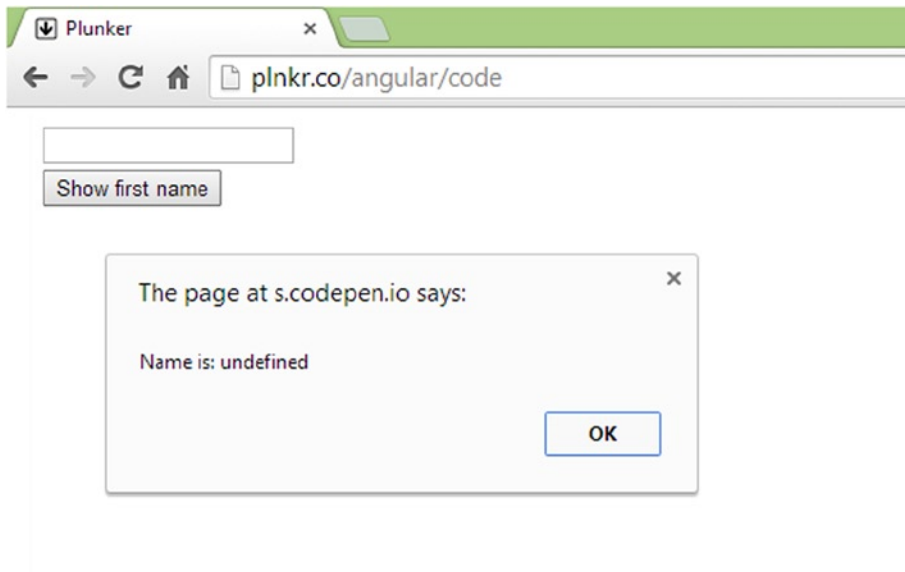 Plunker
plnkr.co/angular/code
Show first name
The page at s.codepen.io says:
Name is: undefined
OK